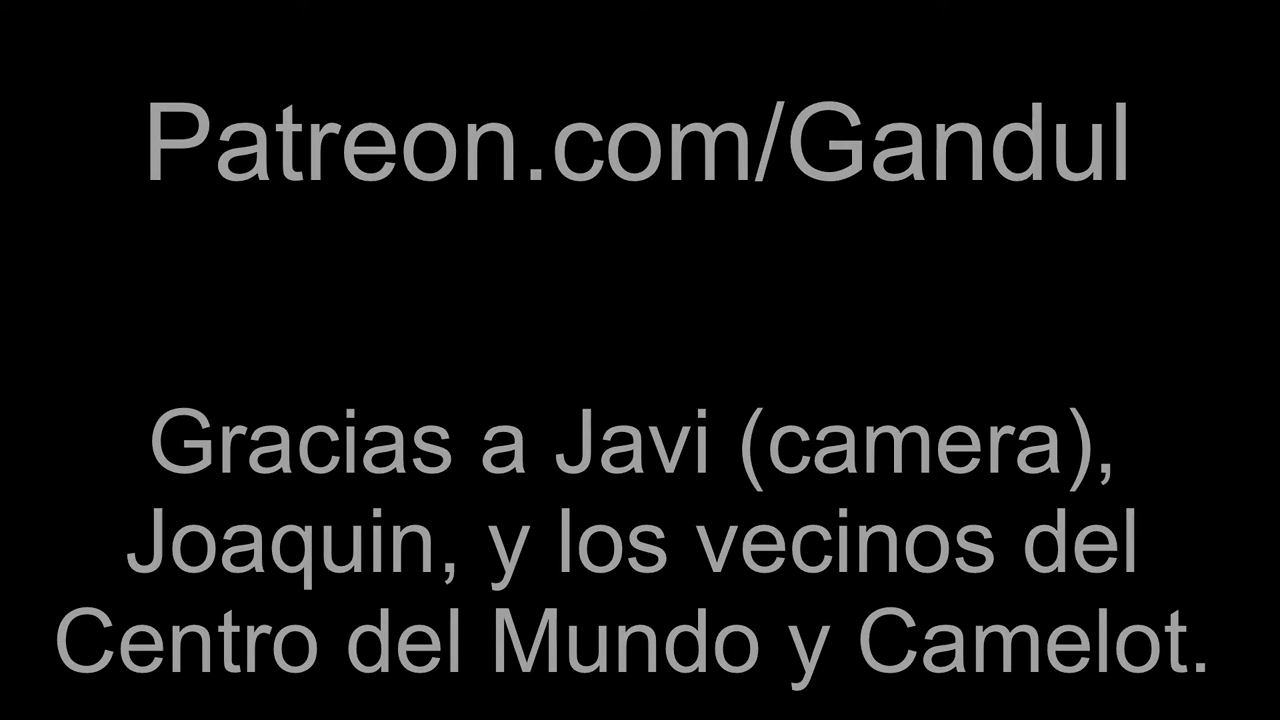 Patreon.com/Gandul
Gracias a Javi (camera),
Joaquin, y los vecinos del
Centro del Mundo y Camelot.